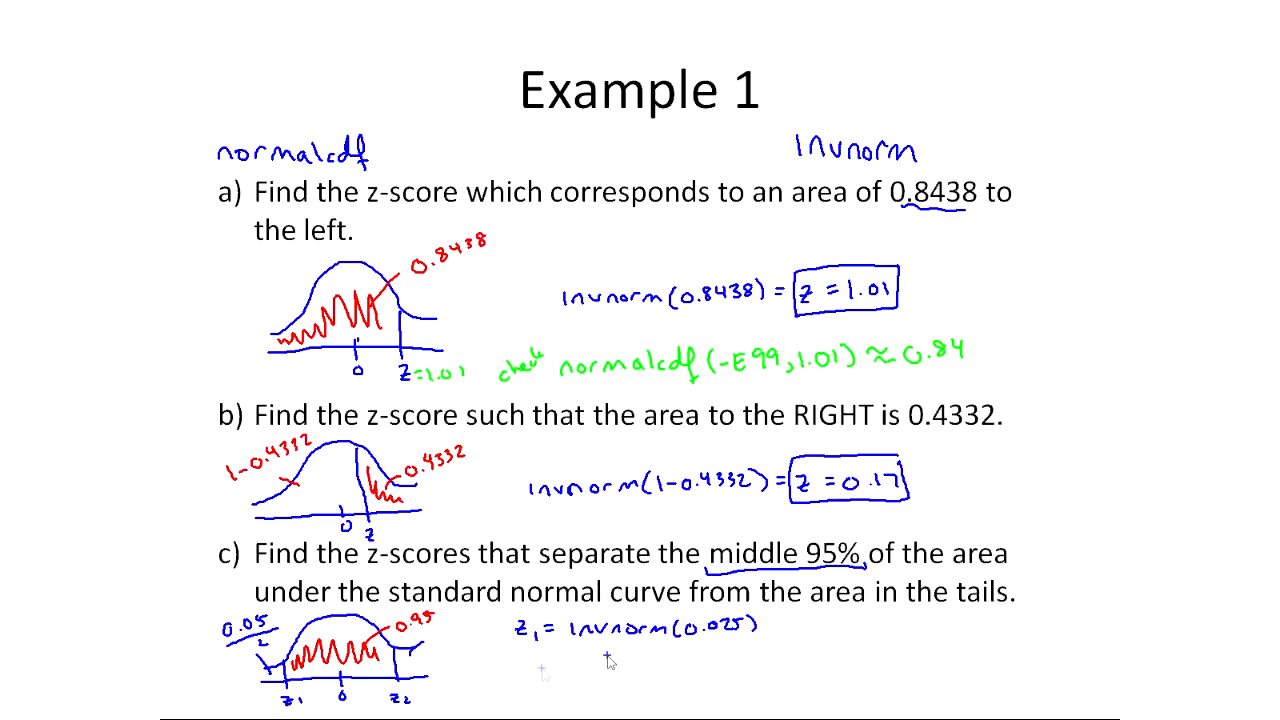 Example 1
normalcdf
invnorm
a) Find the z-score which corresponds to an area of 0.8438 to
the left.
0.8438
invnorm(0.8438) = z = 1.01
0 z=1.01
check normalcdf(-E99,1.01) ≈ 0.84
b) Find the z-score such that the area to the RIGHT is 0.4332.
1-0.4332
0.4332
invnorm(1-0.4332) = z = 0.17
0 z
c) Find the z-scores that separate the middle 95% of the area
under the standard normal curve from the area in the tails.
0.05/2
0.95
z1 = invnorm(0.025)
z1 0 z2